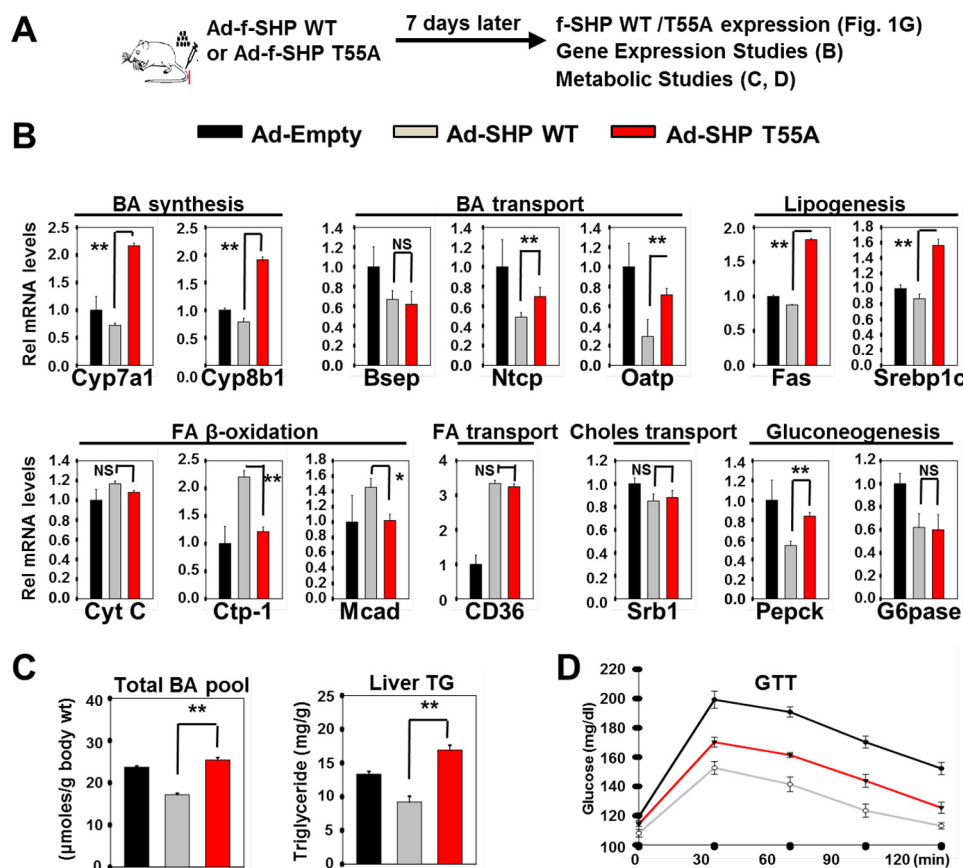 A
Ad-f-SHP WT
or Ad-f-SHP T55A
7 days later
f-SHP WT /T55A expression (Fig. 1G)
Gene Expression Studies (B)
Metabolic Studies (C, D)
B
Ad-Empty Ad-SHP WT Ad-SHP T55A
BA synthesis BA transport Lipogenesis
Rel mRNA levels
2.5 2.0 1.5 1.0 0.5 0.0
**
Cyp7a1
2.5 2.0 1.5 1.0 0.5 0.0
**
Cyp8b1
1.4 1.2 1.0 0.8 0.6 0.4 0.2 0.0
NS
Bsep
1.4 1.2 1.0 0.8 0.6 0.4 0.2 0.0
**
Ntcp
1.4 1.2 1.0 0.8 0.6 0.4 0.2 0.0
**
Oatp
2.0 1.5 1.0 0.0
**
Fas
1.8 1.6 1.4 1.2 1.0 0.8 0.6 0.4 0.2 0.0
**
Srebp1c
FA β-oxidation FA transport Choles transport Gluconeogenesis
Rel mRNA levels
1.4 1.2 1.0 0.8 0.6 0.4 0.2 0.0
NS
Cyt C
2.5 2.0 1.5 1.0 0.5 0.0
**
Ctp-1
1.8 1.6 1.4 1.2 1.0 0.8 0.6 0.4 0.2 0.0
*
Mcad
4 3 2 1 0
NS
CD36
1.2 1.0 0.8 0.6 0.4 0.2 0.0
NS
Srb1
1.4 1.2 1.0 0.8 0.6 0.4 0.2 0.0
**
Pepck
1.2 1.0 0.8 0.6 0.4 0.2 0.0
NS
G6pase
C
Total BA pool
(µmoles/g body wt)
40 30 20 10 0
**
Liver TG
Triglyceride (mg/g)
25 20 15 10 5 0
**
D
GTT
Glucose (mg/dl)
220 200 180 160 140 120 100
0 30 60 90 120 (min)